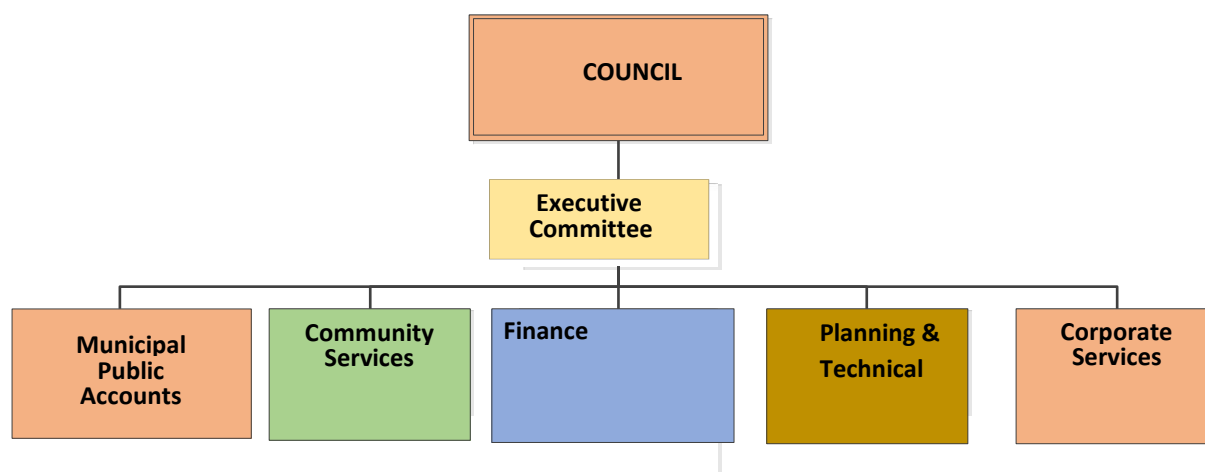 COUNCIL
Executive
Committee
Municipal
Public
Accounts
Community
Services
Finance
Planning &
Technical
Corporate
Services